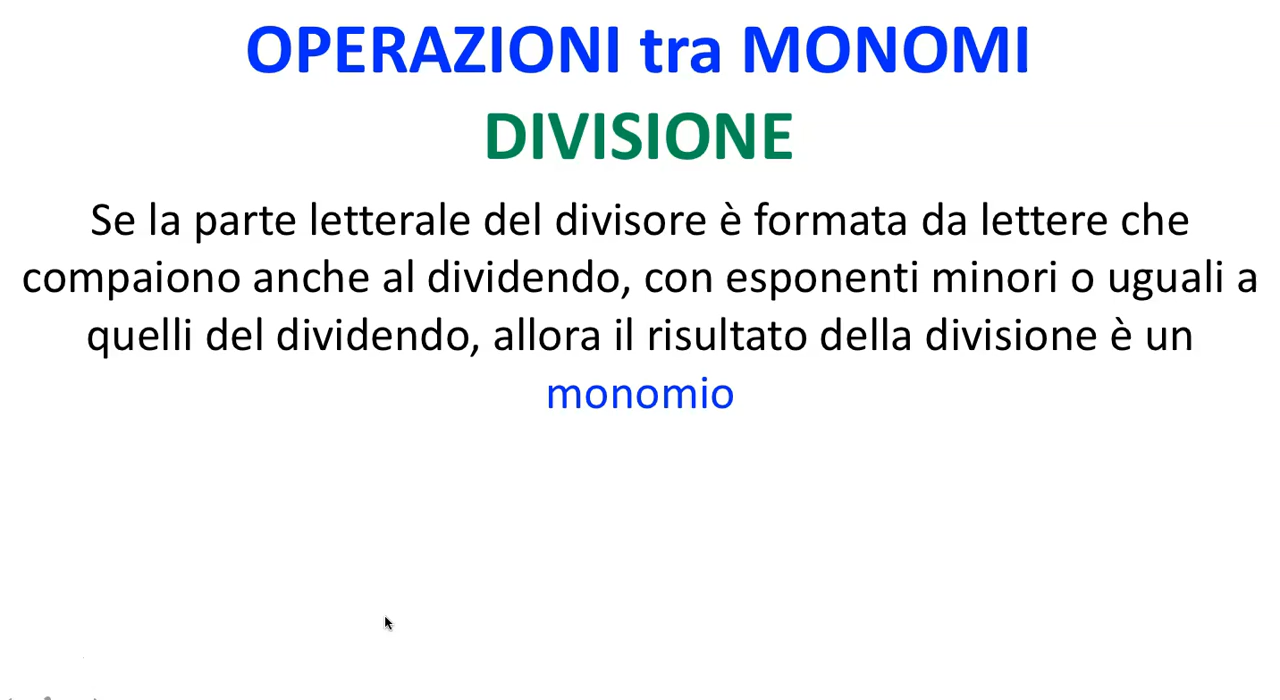 OPERAZIONI tra MONOMI
DIVISIONE
Se la parte letterale del divisore è formata da lettere che
compaiono anche al dividendo, con esponenti minori o uguali a
quelli del dividendo, allora il risultato della divisione è un
monomio